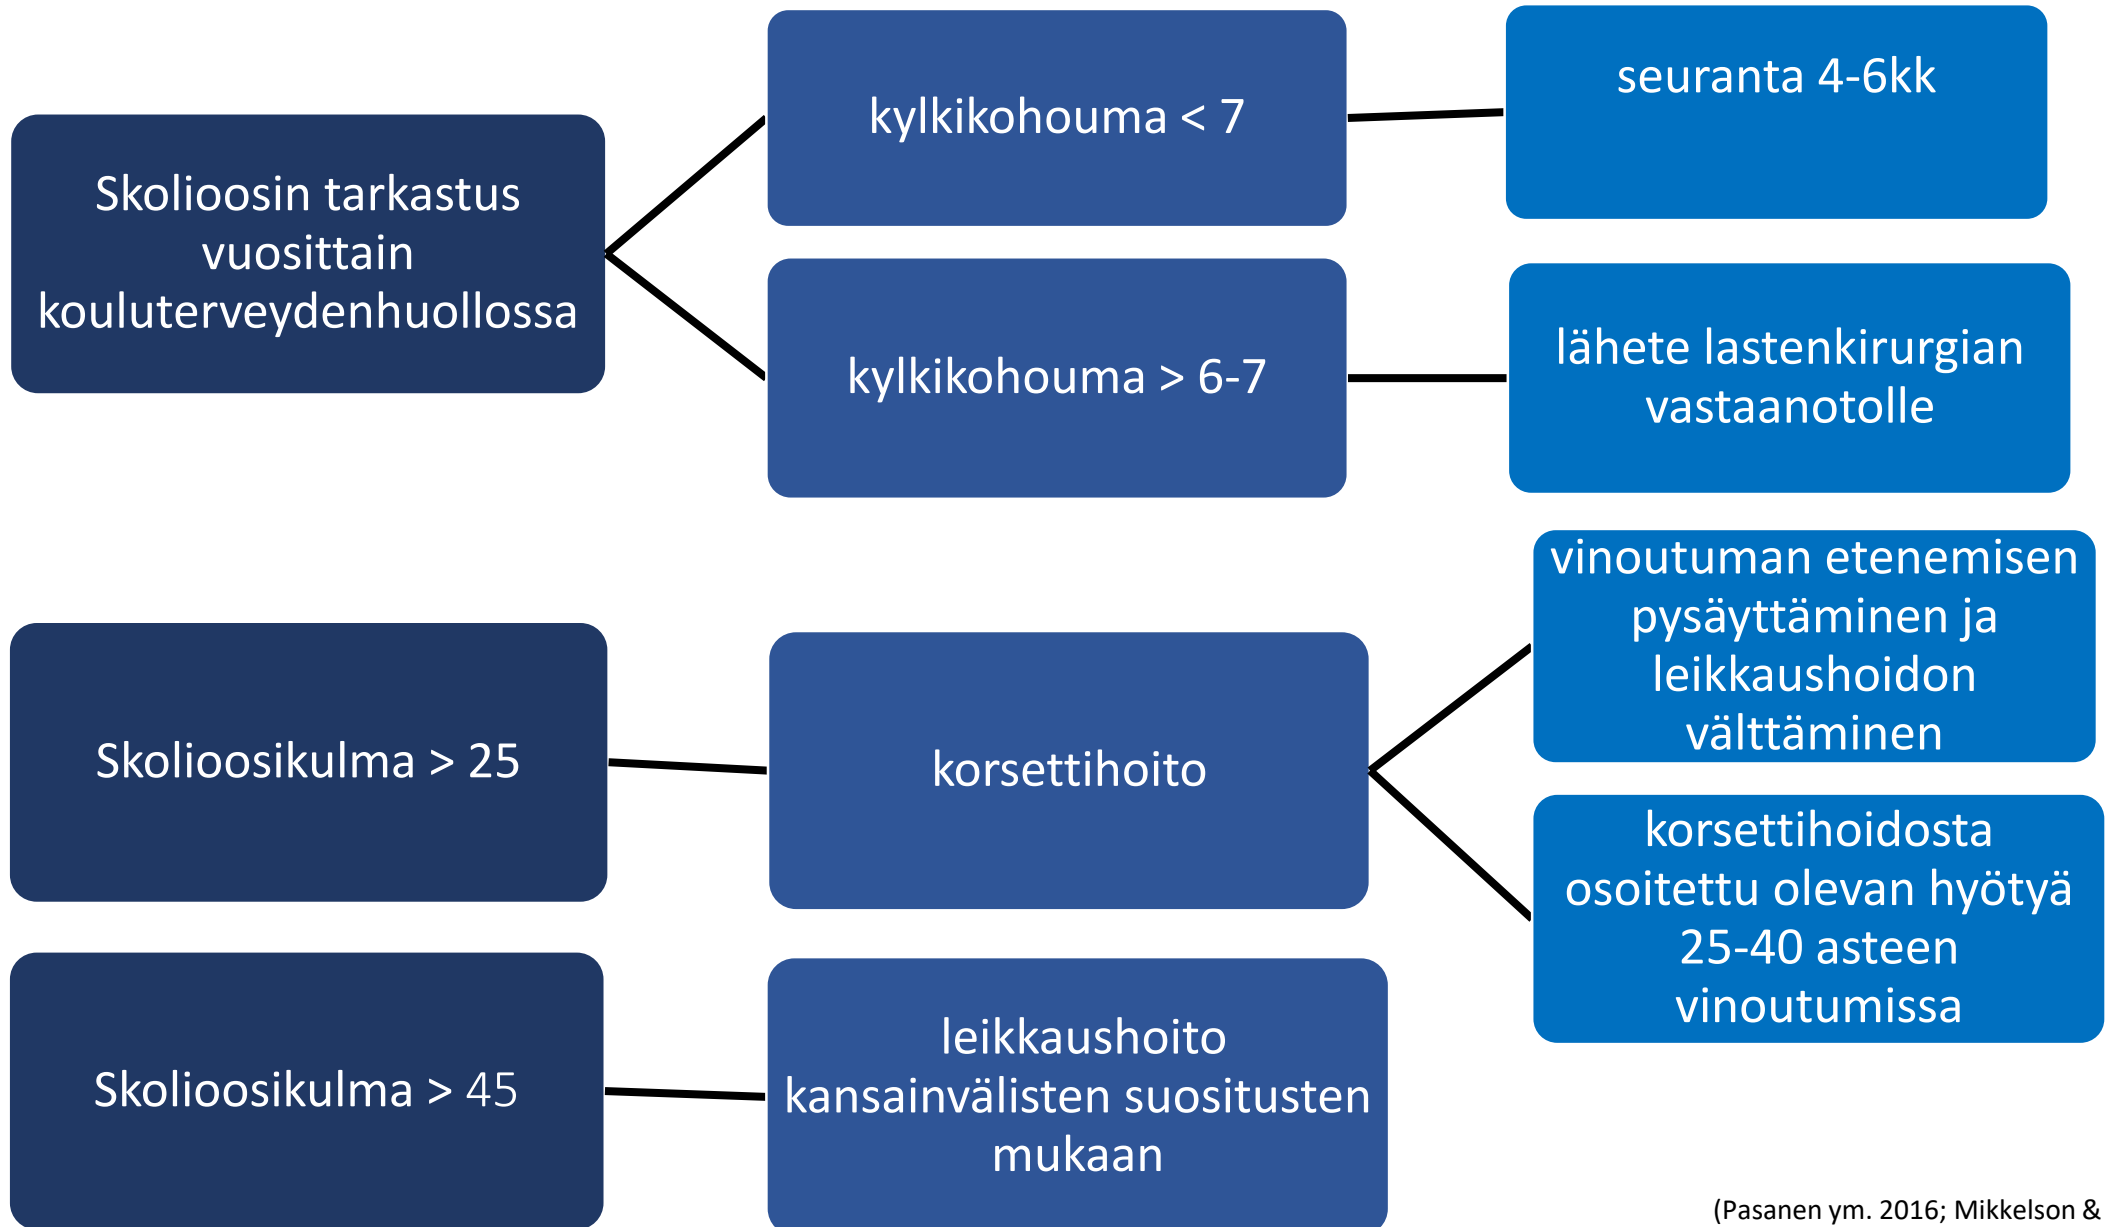 Skolioosin tarkastus
vuosittain
kouluterveydenhuollossa
kylkikohouma < 7
seuranta 4-6kk
kylkikohouma > 6-7
lähete lastenkirurgian
vastaanotolle
Skolioosikulma > 25
korsettihoito
vinoutuman etenemisen
pysäyttäminen ja
leikkaushoidon
välttäminen
korsettihoidosta
osoitettu olevan hyötyä
25-40 asteen
vinoutumissa
Skolioosikulma > 45
leikkaushoito
kansainvälisten suositusten
mukaan
(Pasanen ym. 2016; Mikkelson &